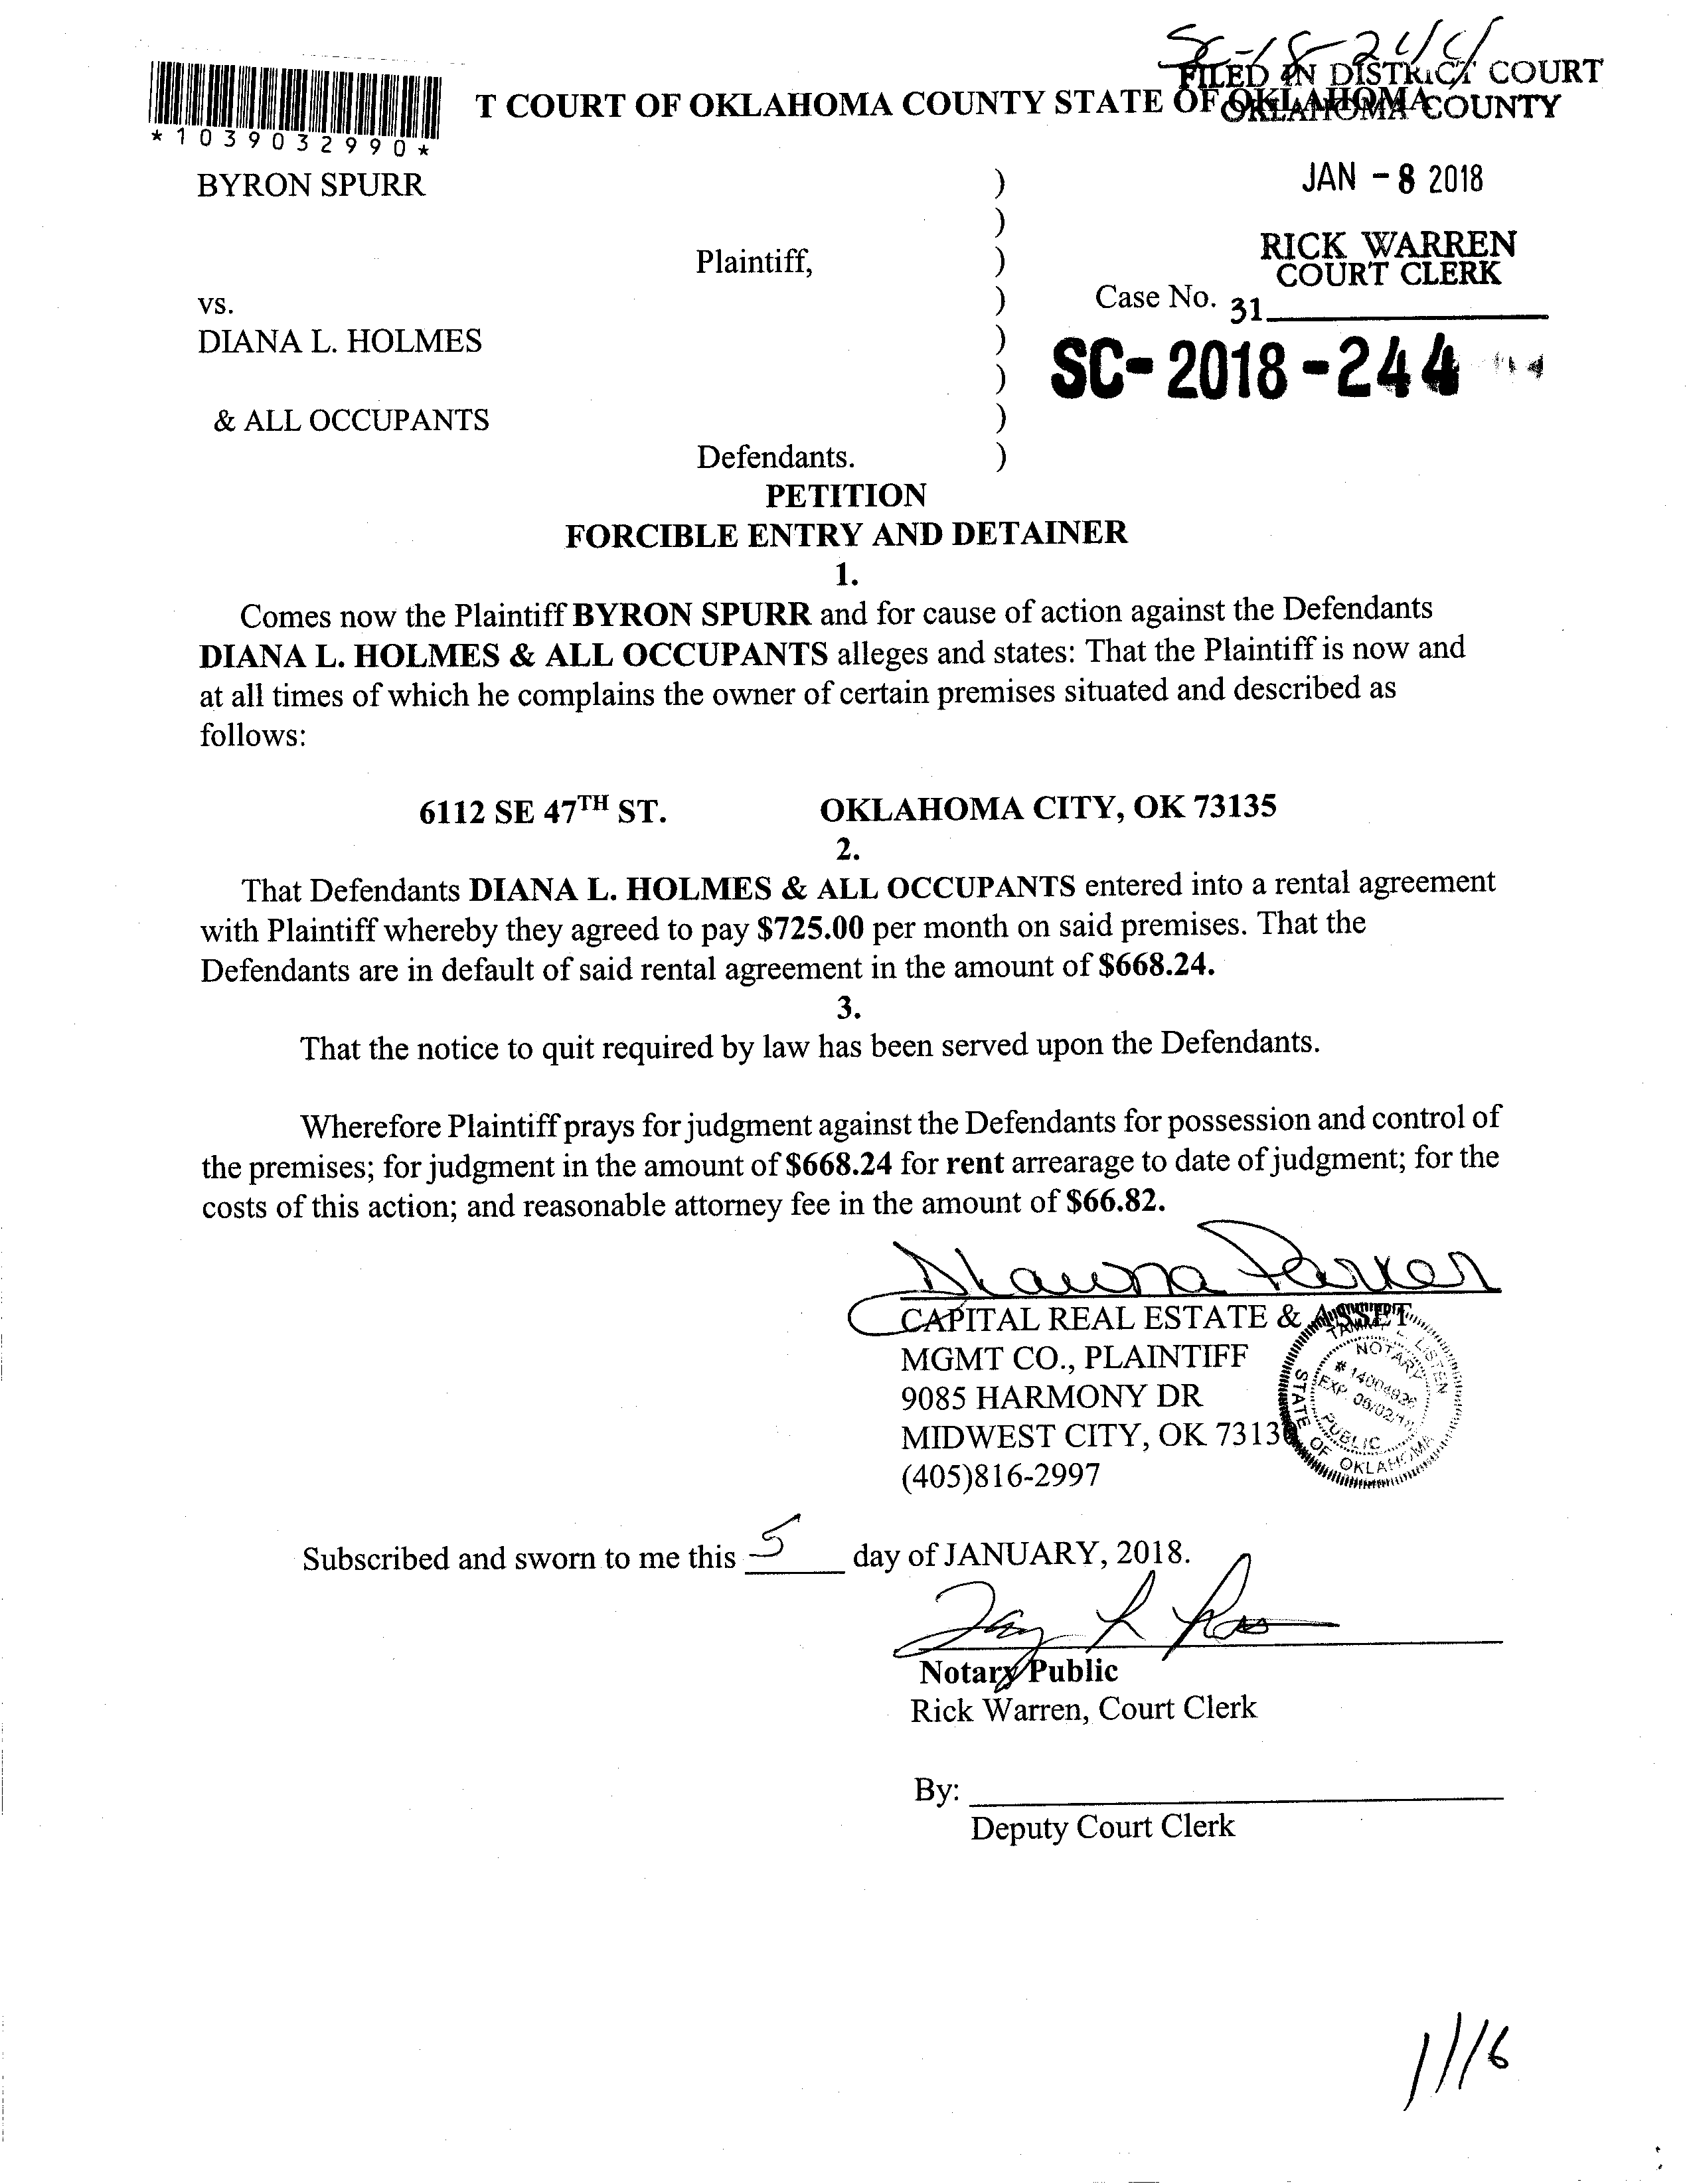 SC-18-244
FILED IN DISTRICT COURT
OKLAHOMA COUNTY
T COURT OF OKLAHOMA COUNTY STATE OF OKLAHOMA
*1039032990*
JAN - 8 2018
BYRON SPURR )
)
RICK WARREN
COURT CLERK
Plaintiff, )
vs. ) Case No. 31
DIANA L. HOLMES )
SC-2018-244
)
& ALL OCCUPANTS )
Defendants. )
PETITION
FORCIBLE ENTRY AND DETAINER
1.
Comes now the Plaintiff BYRON SPURR and for cause of action against the Defendants
DIANA L. HOLMES & ALL OCCUPANTS alleges and states: That the Plaintiff is now and
at all times of which he complains the owner of certain premises situated and described as
follows:
6112 SE 47TH ST. OKLAHOMA CITY, OK 73135
2.
That Defendants DIANA L. HOLMES & ALL OCCUPANTS entered into a rental agreement
with Plaintiff whereby they agreed to pay $725.00 per month on said premises. That the
Defendants are in default of said rental agreement in the amount of $668.24.
3.
That the notice to quit required by law has been served upon the Defendants.
Wherefore Plaintiff prays for judgment against the Defendants for possession and control of
the premises; for judgment in the amount of $668.24 for rent arrearage to date of judgment; for the
costs of this action; and reasonable attorney fee in the amount of $66.82.
Shauna Parker
CAPITAL REAL ESTATE & ASSET
MGMT CO., PLAINTIFF
9085 HARMONY DR
MIDWEST CITY, OK 7313
(405)816-2997
NOTARY
PUBLIC
STATE OF OKLAHOMA
Subscribed and sworn to me this 5 day of JANUARY, 2018.
Notary Public
Rick Warren, Court Clerk
By:
Deputy Court Clerk
1/16